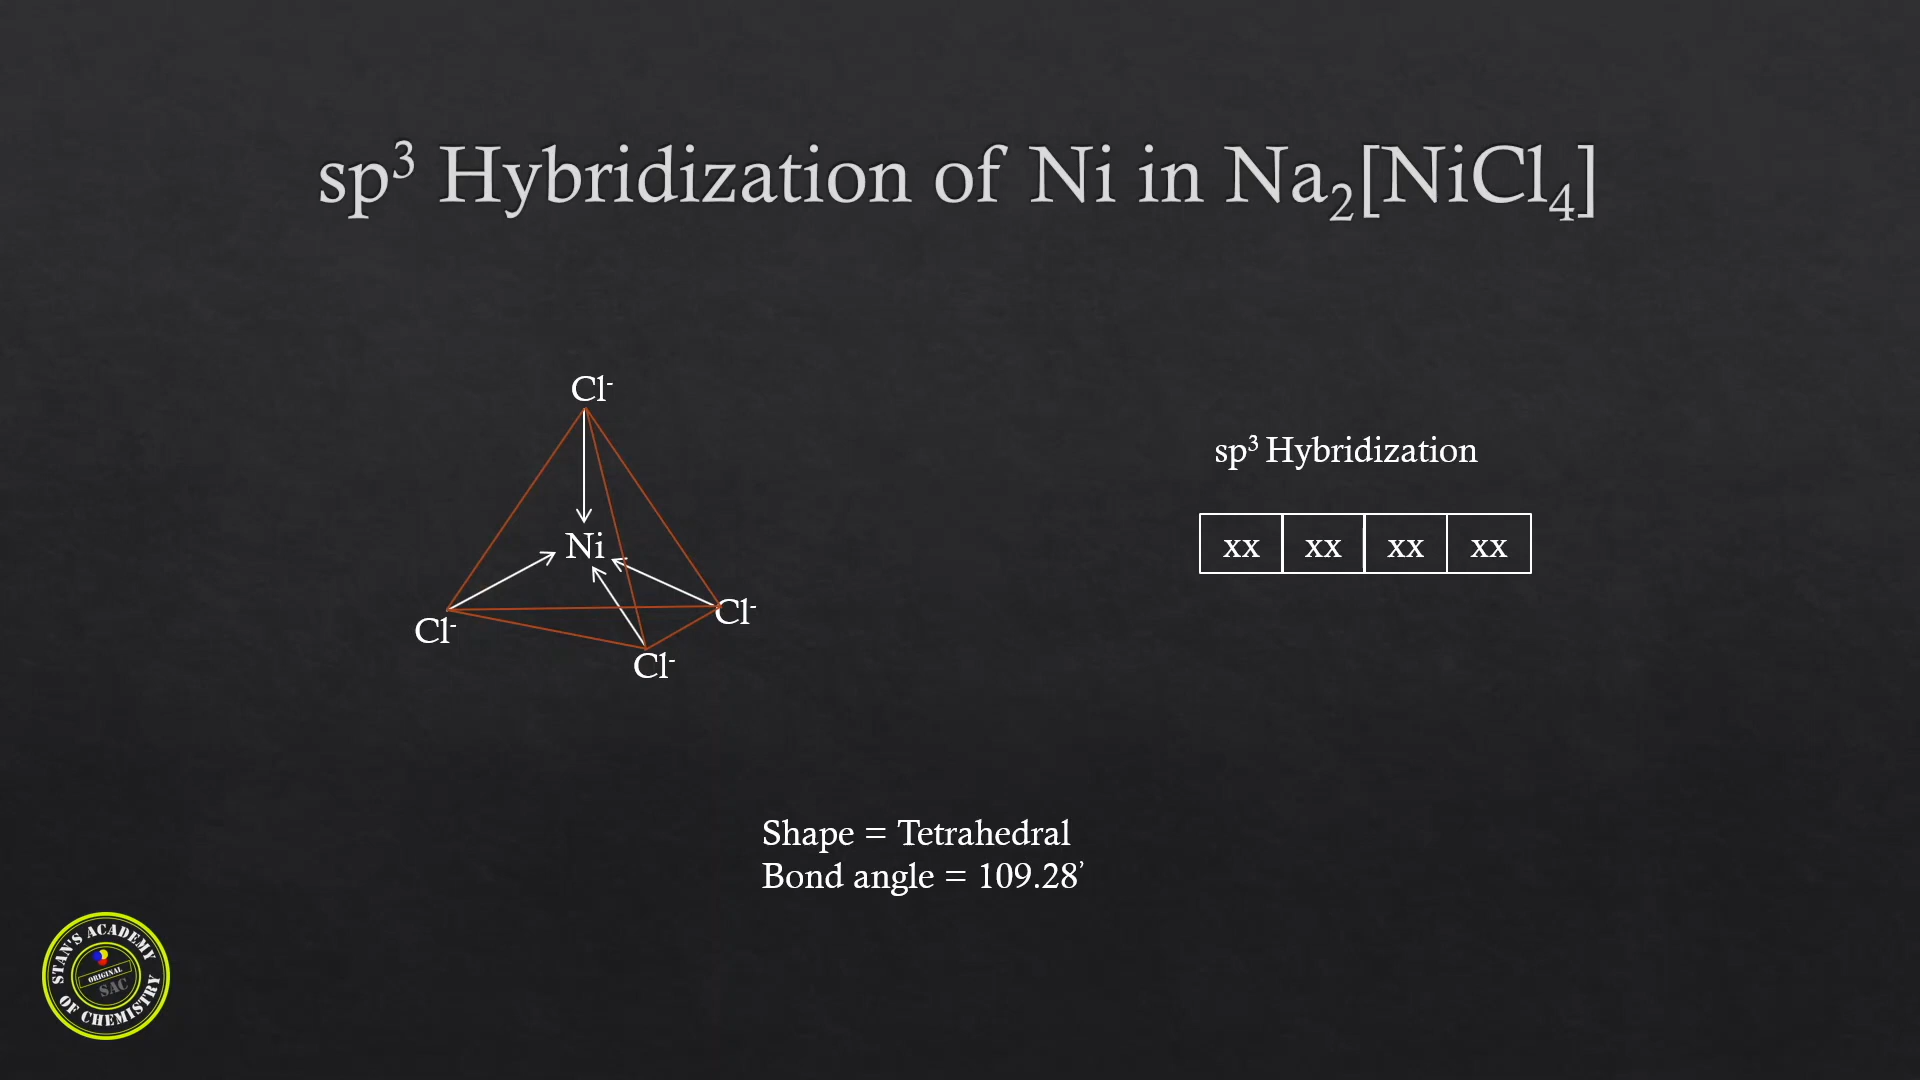 sp³ Hybridization of Ni in Na₂[NiCl₄]
Cl⁻
sp³ Hybridization
Ni
xx xx xx xx
Cl⁻
Cl⁻
Cl⁻
Shape = Tetrahedral
Bond angle = 109.28’
STAN'S ACADEMY
ORIGINAL
SAC
OF CHEMISTRY